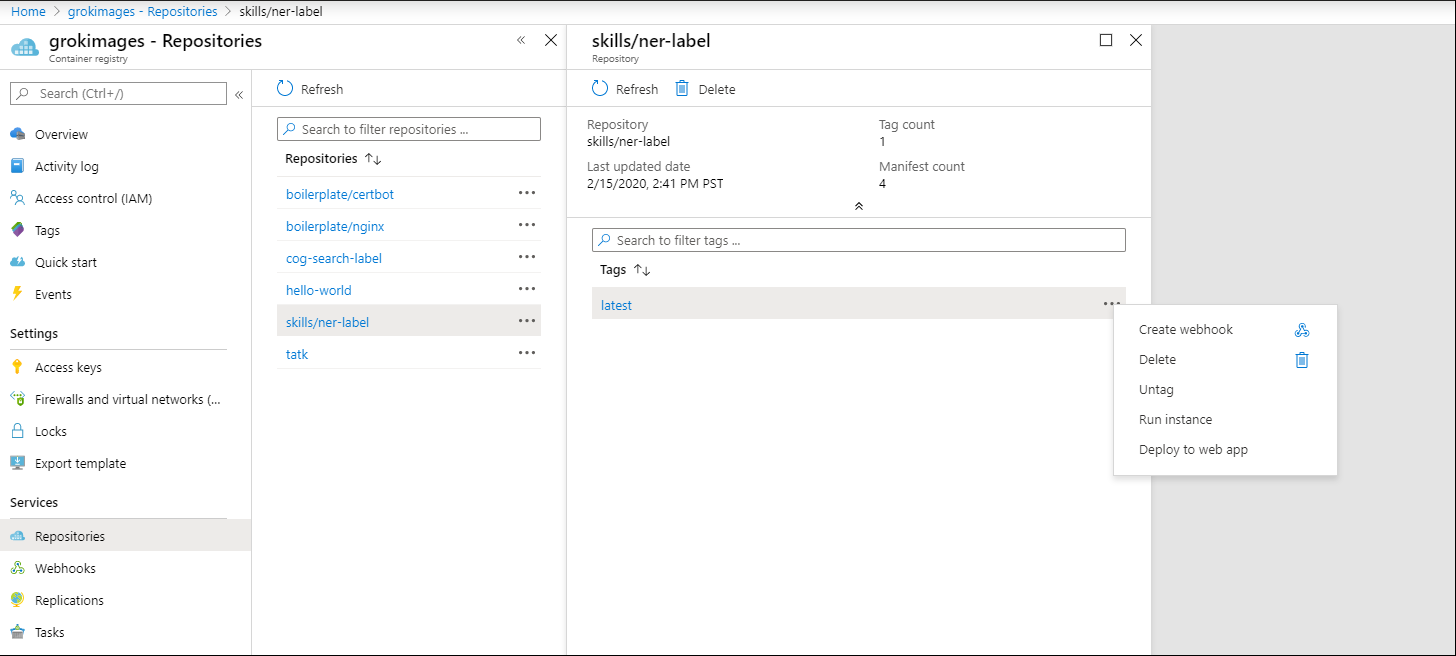 Home > grokimages - Repositories > skills/ner-label
grokimages - Repositories
Container registry
Search (Ctrl+/)
Overview
Activity log
Access control (IAM)
Tags
Quick start
Events
Settings
Access keys
Firewalls and virtual networks (...
Locks
Export template
Services
Repositories
Webhooks
Replications
Tasks
Refresh
Search to filter repositories ...
Repositories
boilerplate/certbot
boilerplate/nginx
cog-search-label
hello-world
skills/ner-label
tatk
skills/ner-label
Repository
Refresh Delete
Repository
skills/ner-label
Tag count
1
Last updated date
2/15/2020, 2:41 PM PST
Manifest count
4
Search to filter tags ...
Tags
latest
Create webhook
Delete
Untag
Run instance
Deploy to web app